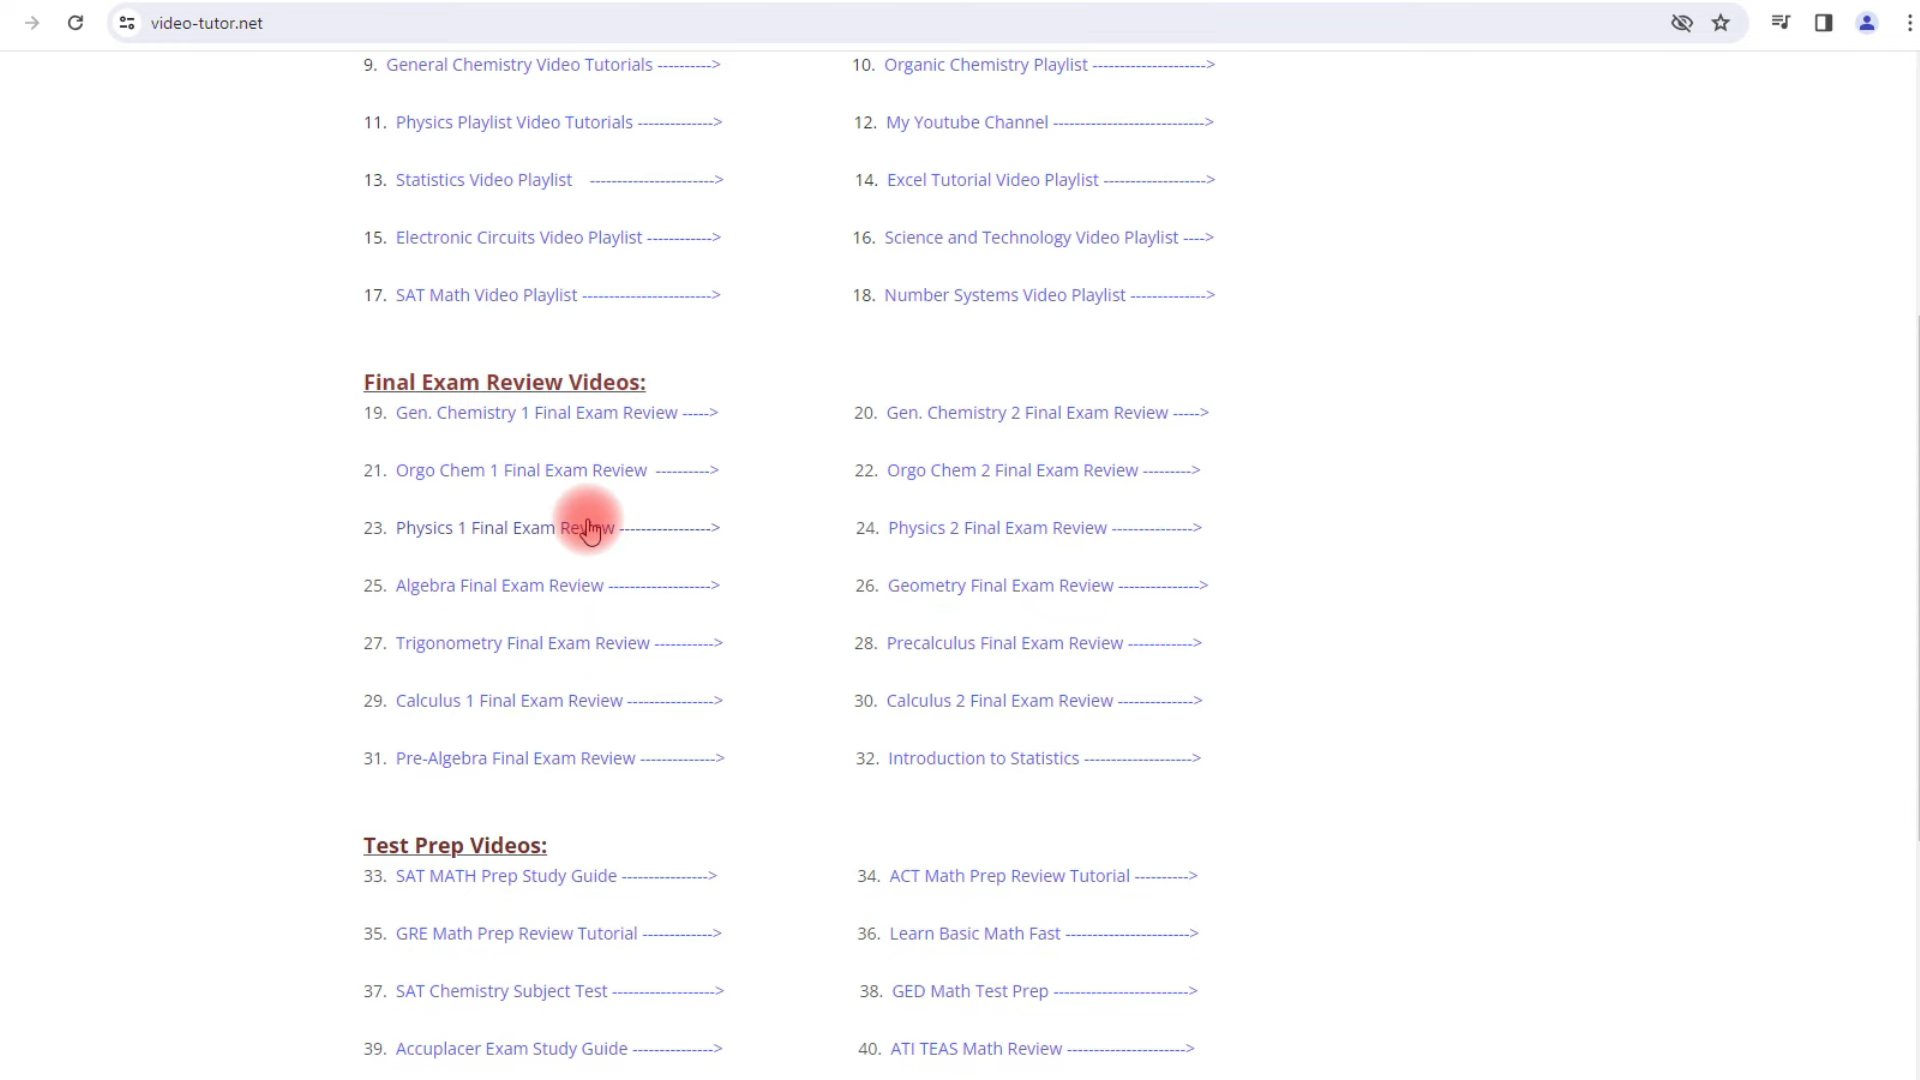 video-tutor.net
9. General Chemistry Video Tutorials ---------->
10. Organic Chemistry Playlist --------------------->
11. Physics Playlist Video Tutorials -------------->
12. My Youtube Channel ---------------------------->
13. Statistics Video Playlist ----------------------->
14. Excel Tutorial Video Playlist -------------------->
15. Electronic Circuits Video Playlist ------------>
16. Science and Technology Video Playlist ---->
17. SAT Math Video Playlist ------------------------>
18. Number Systems Video Playlist -------------->
Final Exam Review Videos:
19. Gen. Chemistry 1 Final Exam Review ----->
20. Gen. Chemistry 2 Final Exam Review ----->
21. Orgo Chem 1 Final Exam Review ---------->
22. Orgo Chem 2 Final Exam Review --------->
23. Physics 1 Final Exam Review ----------------->
24. Physics 2 Final Exam Review --------------->
25. Algebra Final Exam Review ------------------->
26. Geometry Final Exam Review --------------->
27. Trigonometry Final Exam Review ----------->
28. Precalculus Final Exam Review ----------->
29. Calculus 1 Final Exam Review ---------------->
30. Calculus 2 Final Exam Review -------------->
31. Pre-Algebra Final Exam Review -------------->
32. Introduction to Statistics -------------------->
Test Prep Videos:
33. SAT MATH Prep Study Guide ---------------->
34. ACT Math Prep Review Tutorial ---------->
35. GRE Math Prep Review Tutorial ------------->
36. Learn Basic Math Fast ----------------------->
37. SAT Chemistry Subject Test ------------------->
38. GED Math Test Prep ------------------------->
39. Accuplacer Exam Study Guide --------------->
40. ATI TEAS Math Review ---------------------->